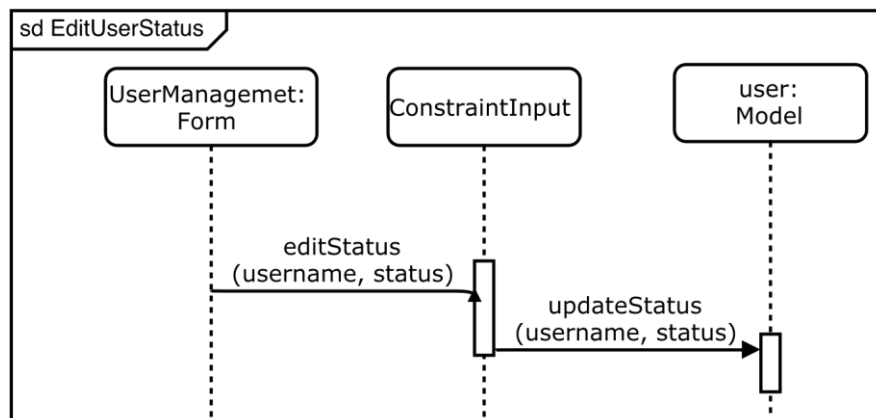 sd EditUserStatus
UserManagemet:
Form
ConstraintInput
user:
Model
editStatus
(username, status)
updateStatus
(username, status)